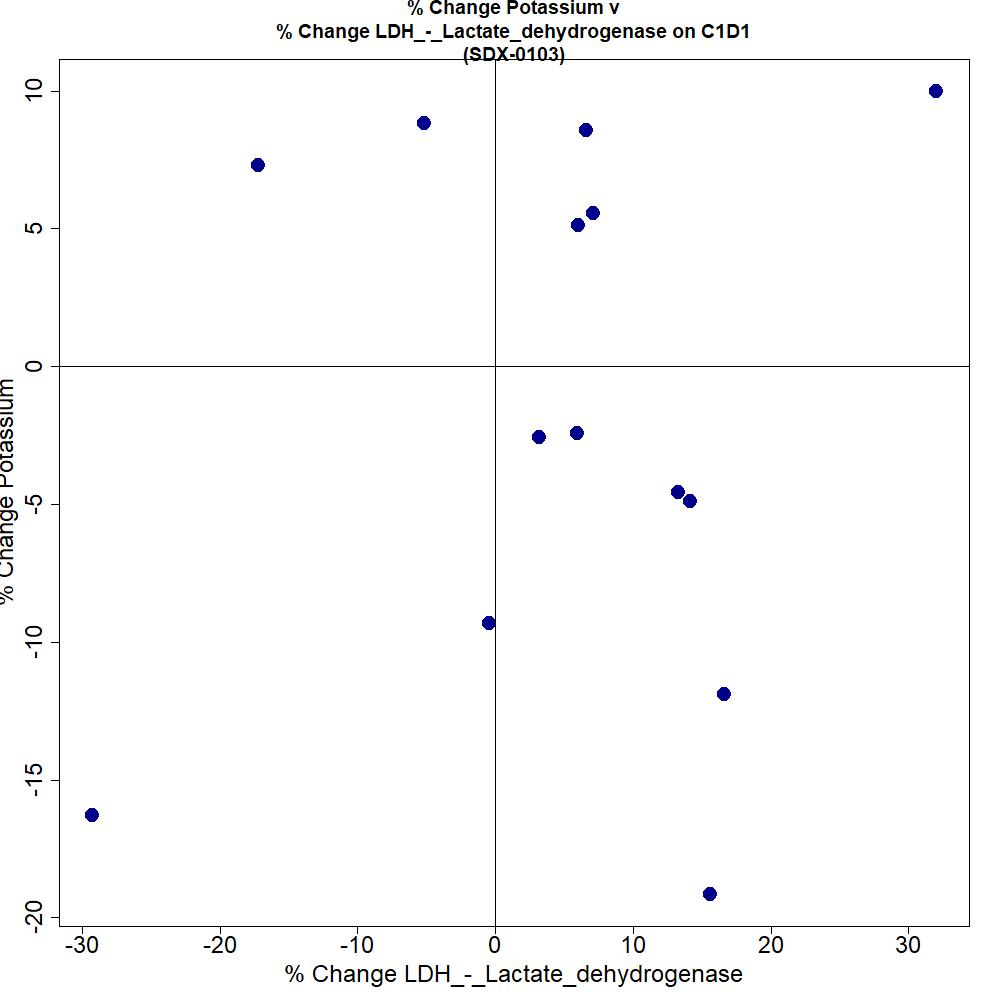 % Change Potassium v
% Change LDH_-_Lactate_dehydrogenase on C1D1
(SDX-0103)
10
5
0
-5
-10
-15
-20
% Change Potassium
-30
-20
-10
0
10
20
30
% Change LDH_-_Lactate_dehydrogenase